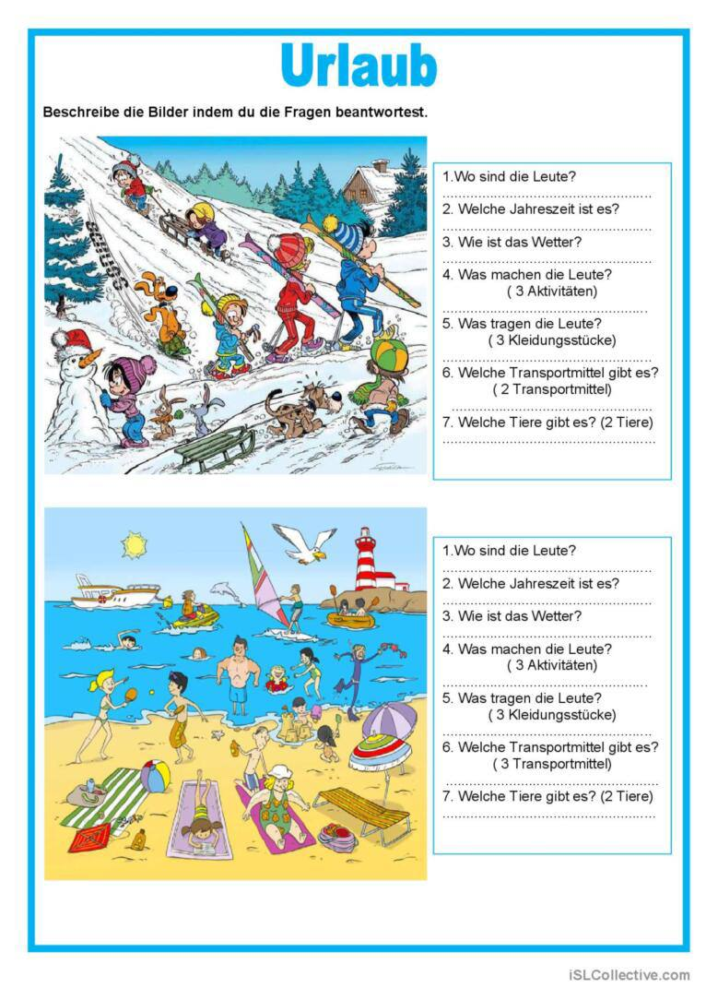 Urlaub
Beschreibe die Bilder indem du die Fragen beantwortest.
1.Wo sind die Leute?
.....................................................
2. Welche Jahreszeit ist es?
.....................................................
3. Wie ist das Wetter?
.....................................................
4. Was machen die Leute?
( 3 Aktivitäten)
....................................................
5. Was tragen die Leute?
( 3 Kleidungsstücke)
.....................................................
6. Welche Transportmittel gibt es?
( 2 Transportmittel)
...................................................
7. Welche Tiere gibt es? (2 Tiere)
......................................................
1.Wo sind die Leute?
.....................................................
2. Welche Jahreszeit ist es?
.....................................................
3. Wie ist das Wetter?
.....................................................
4. Was machen die Leute?
( 3 Aktivitäten)
....................................................
5. Was tragen die Leute?
( 3 Kleidungsstücke)
.....................................................
6. Welche Transportmittel gibt es?
( 3 Transportmittel)
.......................................................
7. Welche Tiere gibt es? (2 Tiere)
......................................................
iSLCollective.com